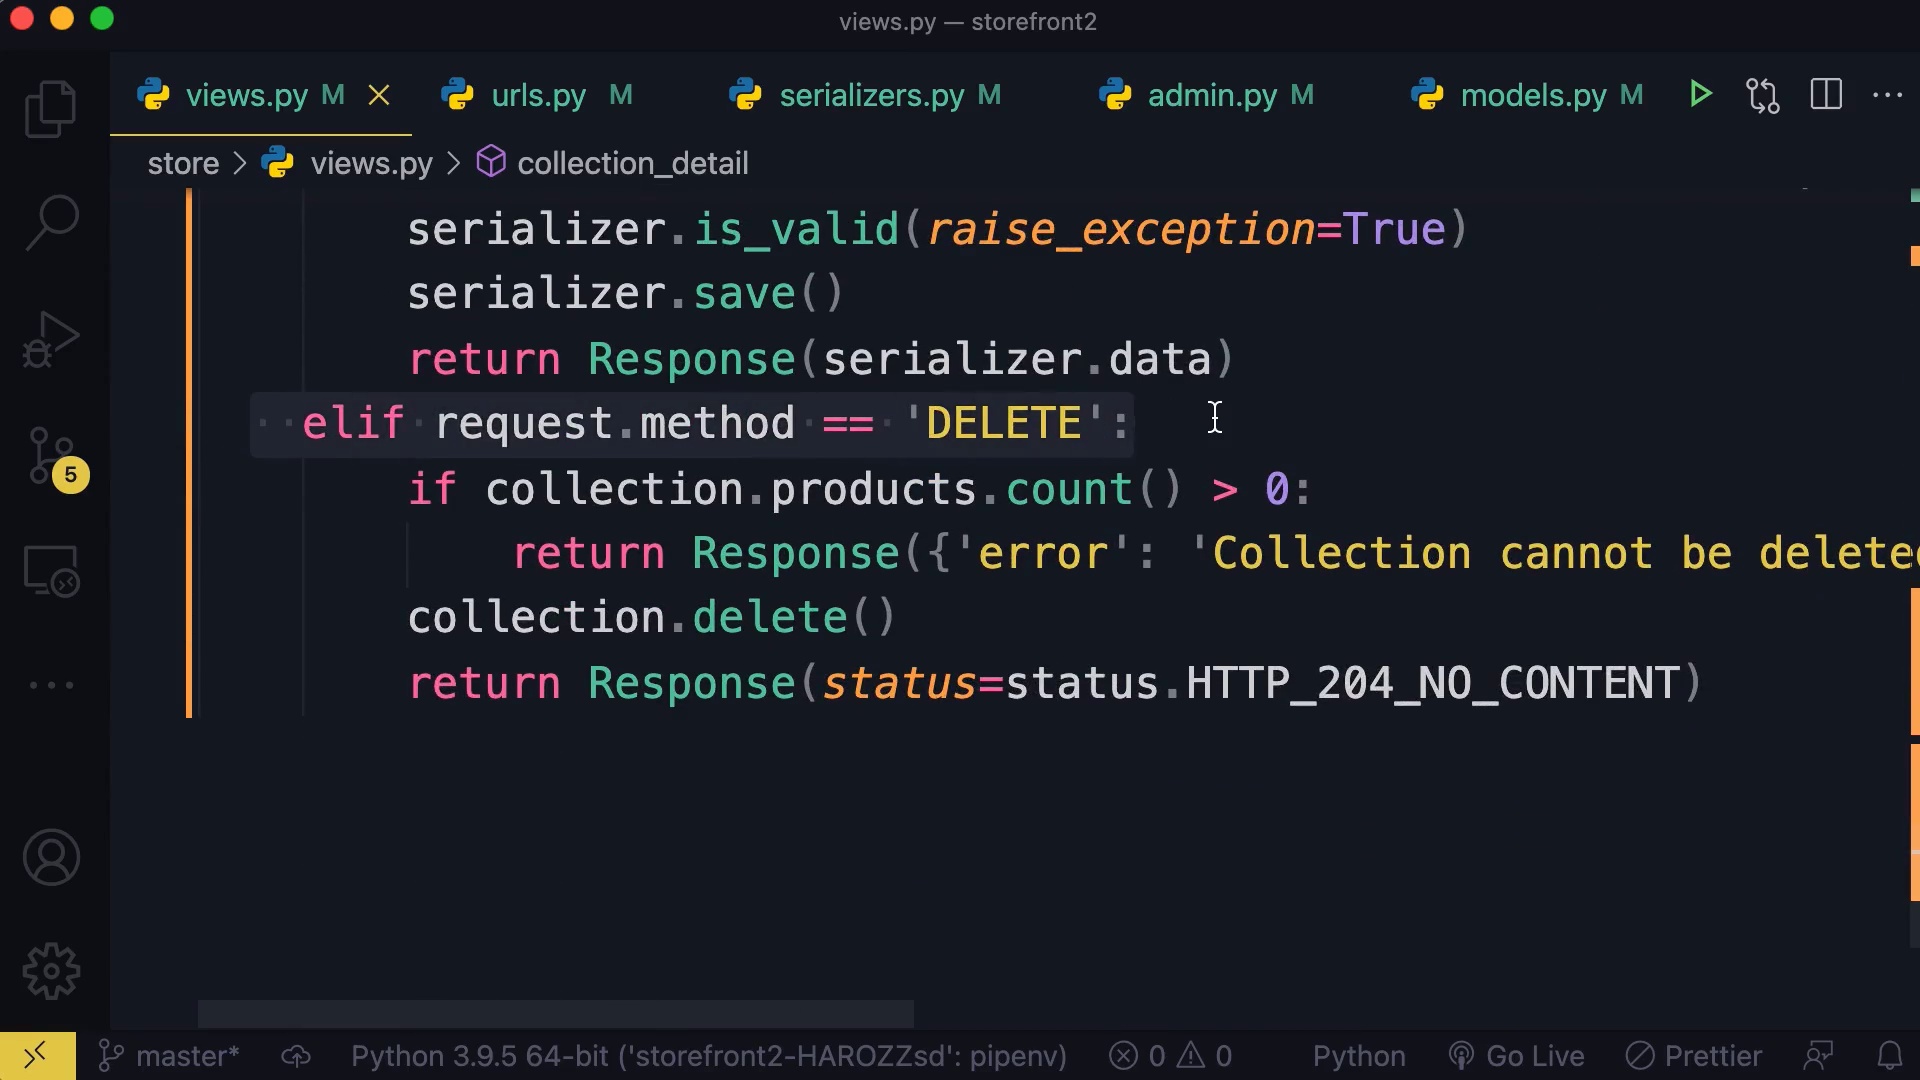 views.py — storefront2
views.py M urls.py M serializers.py M admin.py M models.py M
store > views.py > collection_detail
serializer.is_valid(raise_exception=True)
serializer.save()
return Response(serializer.data)
elif request.method == 'DELETE':
if collection.products.count() > 0:
return Response({'error': 'Collection cannot be delete
collection.delete()
return Response(status=status.HTTP_204_NO_CONTENT)
5
master* Python 3.9.5 64-bit ('storefront2-HAROZZsd': pipenv) 0 0 Python Go Live Prettier